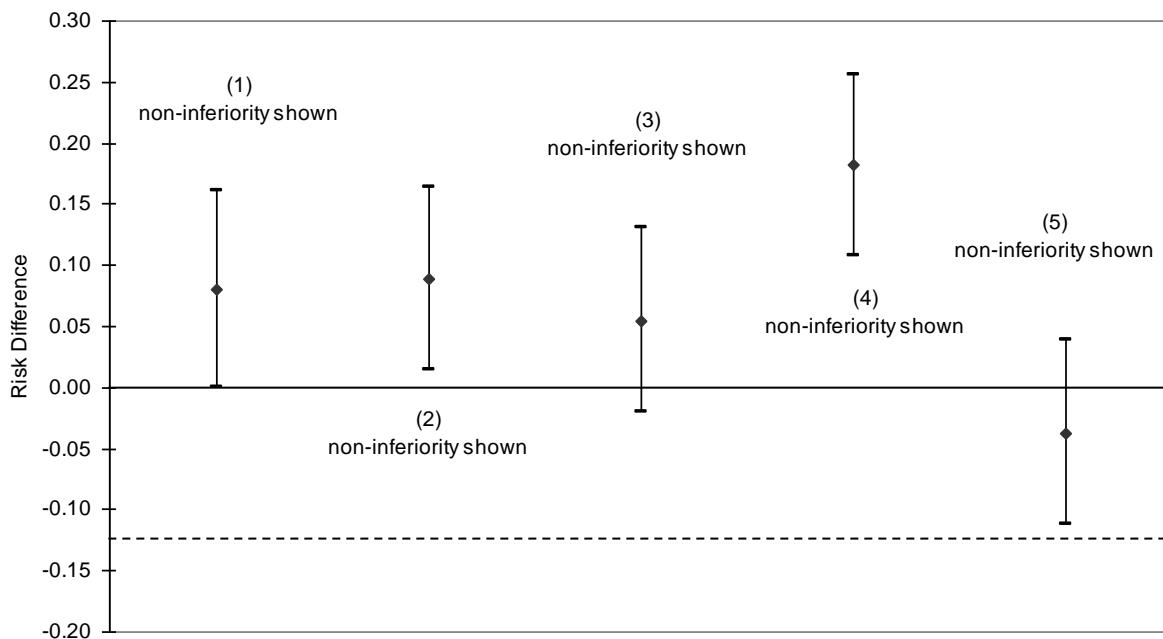 0.30
0.25
0.20
0.15
0.10
0.05
0.00
-0.05
-0.10
-0.15
-0.20
Risk Difference
(1)
non-inferiority shown
(2)
non-inferiority shown
(3)
non-inferiority shown
(4)
non-inferiority shown
(5)
non-inferiority shown